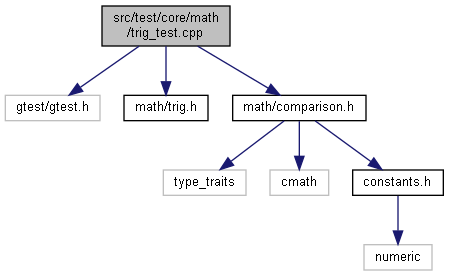 src/test/core/math
/trig_test.cpp
gtest/gtest.h
math/trig.h
math/comparison.h
type_traits
cmath
constants.h
numeric